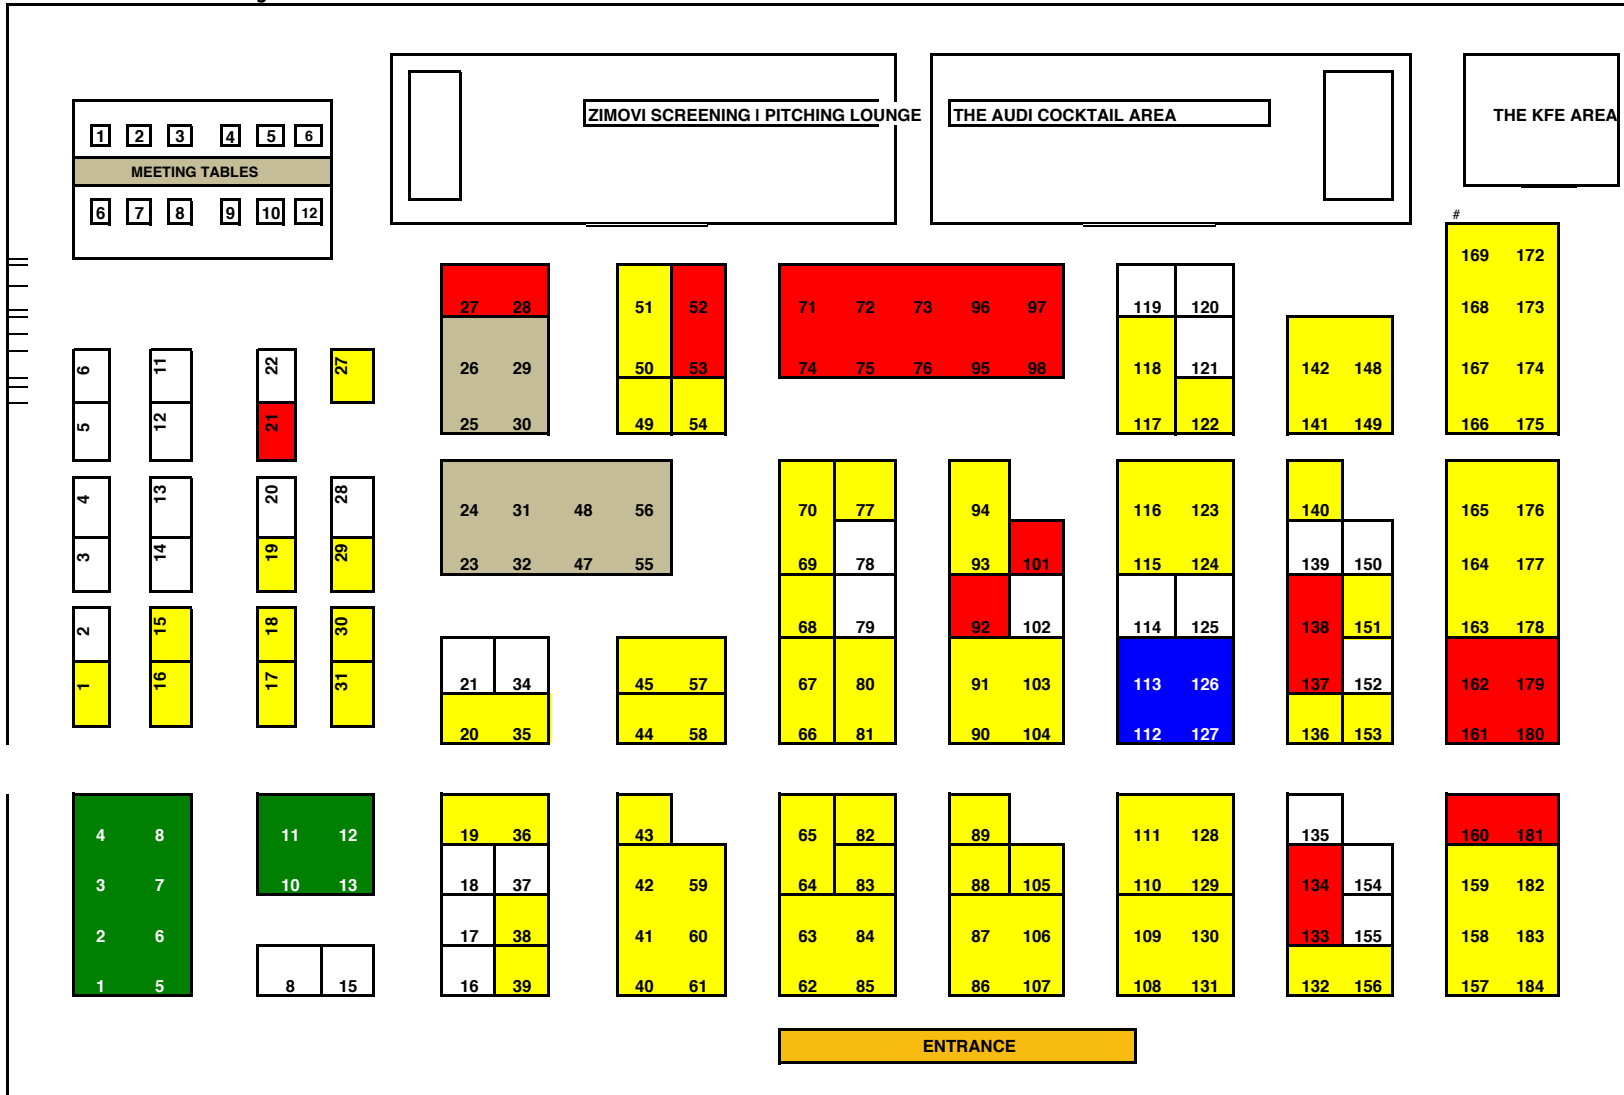 ZIMOVI SCREENING I PITCHING LOUNGE
THE AUDI COCKTAIL AREA
THE KFE AREA
1 2 3 4 5 6
MEETING TABLES
6 7 8 9 10 12
#
169 172
27 28 51 52 71 72 73 96 97 119 120 168 173
6 11 22 27 26 29 50 53 74 75 76 95 98 118 121 142 148 167 174
5 12 21 25 30 49 54 117 122 141 149 166 175
4 13 20 28 24 31 48 56 70 77 94 116 123 140 165 176
3 14 19 29 23 32 47 55 69 78 93 101 115 124 139 150 164 177
2 15 18 30 68 79 92 102 114 125 138 151 163 178
1 16 17 31 21 34 45 57 67 80 91 103 113 126 137 152 162 179
20 35 44 58 66 81 90 104 112 127 136 153 161 180
4 8 11 12 19 36 43 65 82 89 111 128 135 160 181
3 7 10 13 18 37 42 59 64 83 88 105 110 129 134 154 159 182
2 6 17 38 41 60 63 84 87 106 109 130 133 155 158 183
1 5 8 15 16 39 40 61 62 85 86 107 108 131 132 156 157 184
ENTRANCE